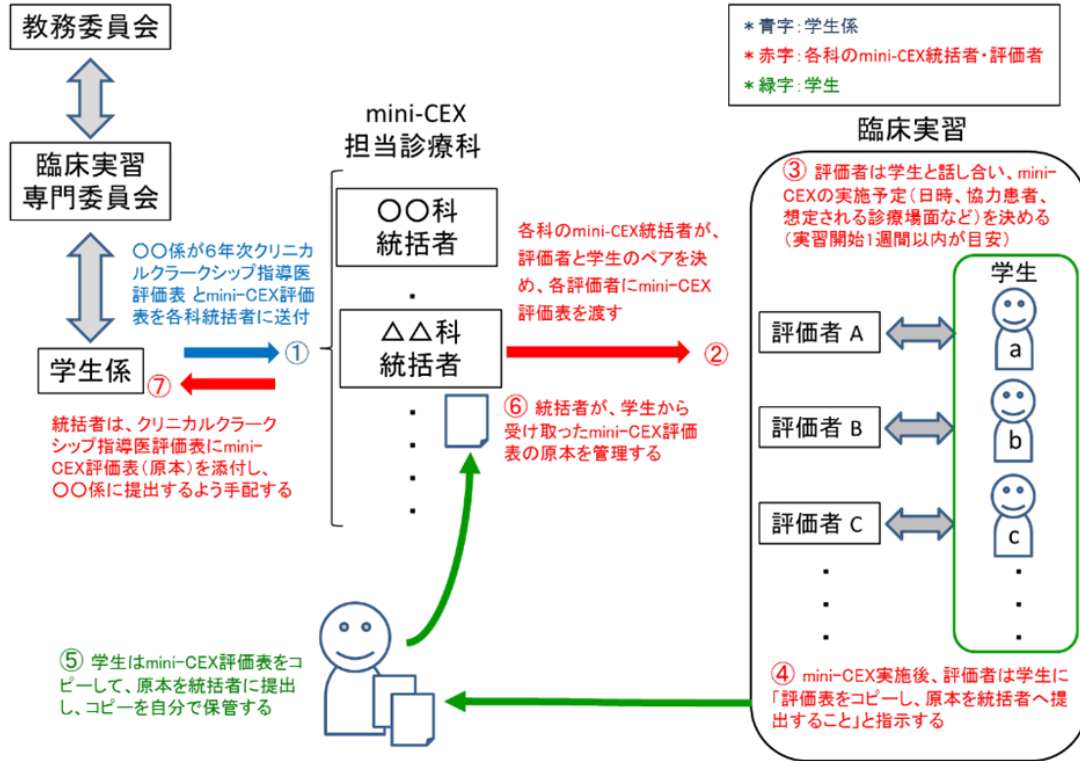 教務委員会
臨床実習
専門委員会
学生係
〇〇係が6年次クリニカ
ルクラークシップ指導医
評価表 とmini-CEX評価
表を各科統括者に送付
①
⑦
統括者は、クリニカルクラーク
シップ指導医評価表にmini-
CEX評価表(原本)を添付し、
〇〇係に提出するよう手配する
mini-CEX
担当診療科
〇〇科
統括者
・
△△科
統括者
・
・
・
・
各科のmini-CEX統括者が、
評価者と学生のペアを決
め、各評価者にmini-CEX
評価表を渡す
②
⑥ 統括者が、学生から
受け取ったmini-CEX評価
表の原本を管理する
⑤ 学生はmini-CEX評価表をコ
ピーして、原本を統括者に提出
し、コピーを自分で保管する
*青字:学生係
*赤字:各科のmini-CEX統括者・評価者
*緑字:学生
臨床実習
③ 評価者は学生と話し合い、mini-
CEXの実施予定(日時、協力患者、
想定される診療場面など)を決める
(実習開始1週間以内が目安)
学生
評価者 A
a
評価者 B
b
評価者 C
c
・ ・
・ ・
・ ・
④ mini-CEX実施後、評価者は学生に
「評価表をコピーし、原本を統括者へ提
出すること」と指示する